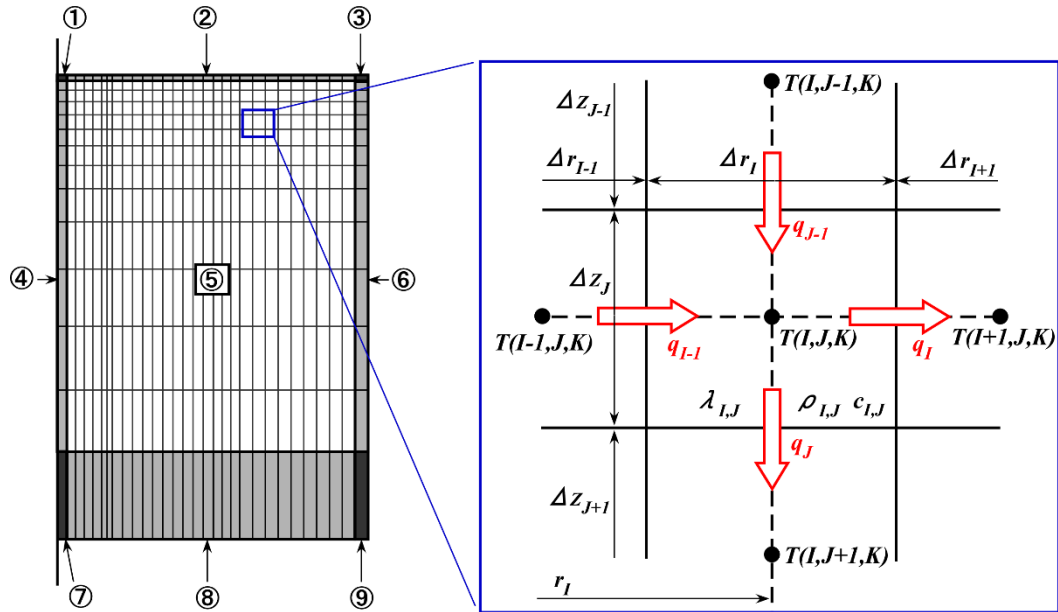 ① ② ③
④ ⑤ ⑥
⑦ ⑧ ⑨
T(I,J-1,K)
Δz_{J-1}
Δr_{I-1} Δr_I Δr_{I+1}
q_{J-1}
Δz_J
T(I-1,J,K) T(I,J,K) T(I+1,J,K)
q_{I-1} q_I
λ_{I,J} ρ_{I,J} c_{I,J}
q_J
Δz_{J+1}
T(I,J+1,K)
r_I